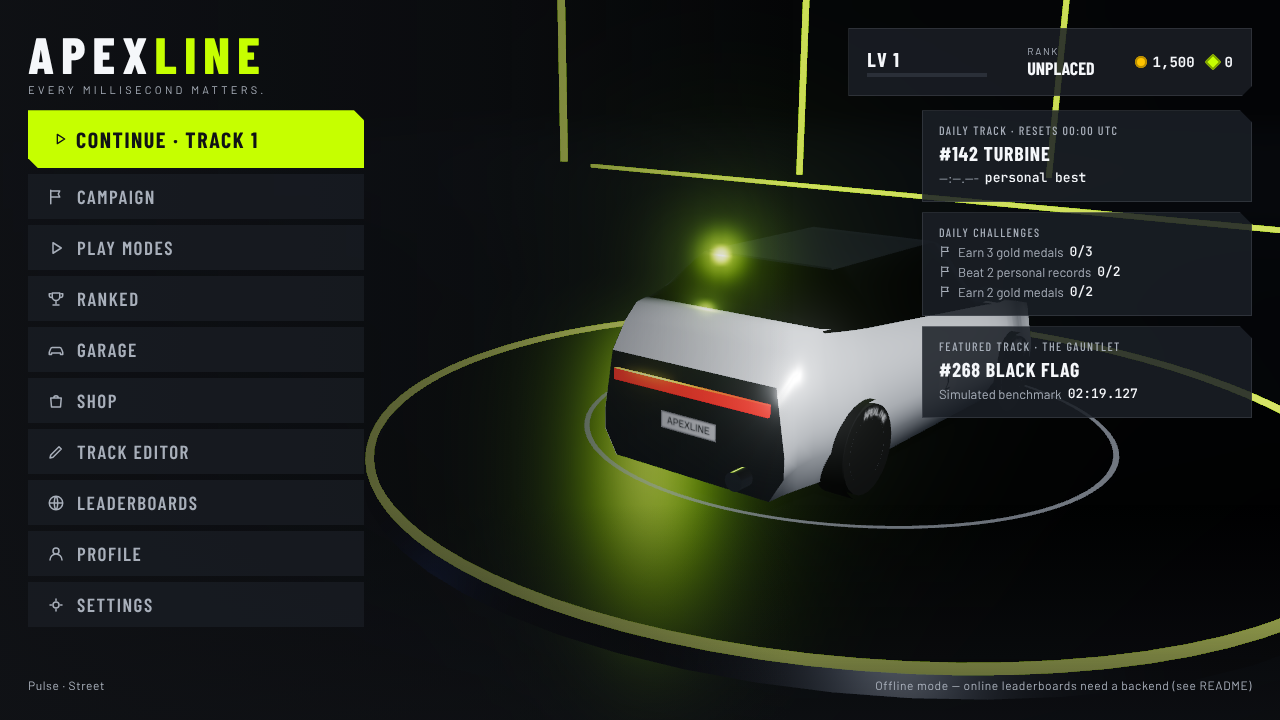 APEXLINE
EVERY MILLISECOND MATTERS.
CONTINUE · TRACK 1
CAMPAIGN
PLAY MODES
RANKED
GARAGE
SHOP
TRACK EDITOR
LEADERBOARDS
PROFILE
SETTINGS
Pulse · Street
LV 1
RANK
UNPLACED
1,500
0
DAILY TRACK · RESETS 00:00 UTC
#142 TURBINE
—:—.—- personal best
DAILY CHALLENGES
Earn 3 gold medals 0/3
Beat 2 personal records 0/2
Earn 2 gold medals 0/2
FEATURED TRACK · THE GAUNTLET
#268 BLACK FLAG
Simulated benchmark 02:19.127
APEXLINE
Offline mode — online leaderboards need a backend (see README)